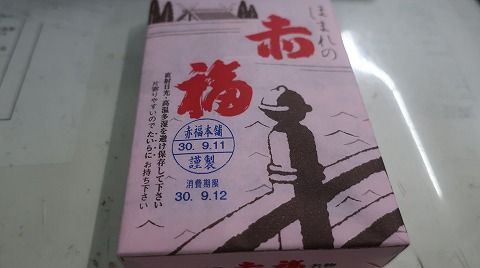 ほまれの
赤
福
直射日光・高温多湿を避け保存して下さい
片寄りやすいのでたいらにお持ち下さい
赤福本舗
30. 9.11
謹製
消費期限
30. 9.12
赤福